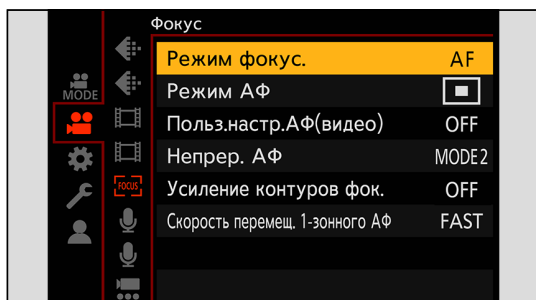 Фокус
Режим фокус. AF
MODE
Режим АФ
Польз.настр.АФ(видео) OFF
Непрер. АФ MODE2
FOCUS
Усиление контуров фок. OFF
Скорость перемещ. 1-зонного АФ FAST